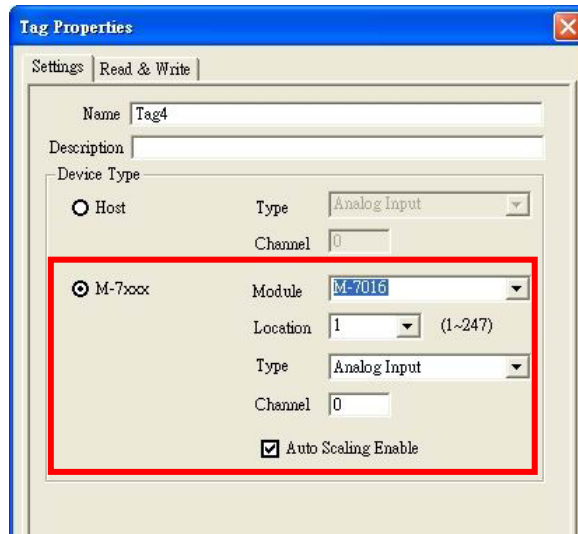 Tag Properties
Settings Read & Write
Name Tag4
Description
Device Type
Host Type Analog Input
Channel 0
M-7xxx Module M-7016
Location 1 (1~247)
Type Analog Input
Channel 0
Auto Scaling Enable